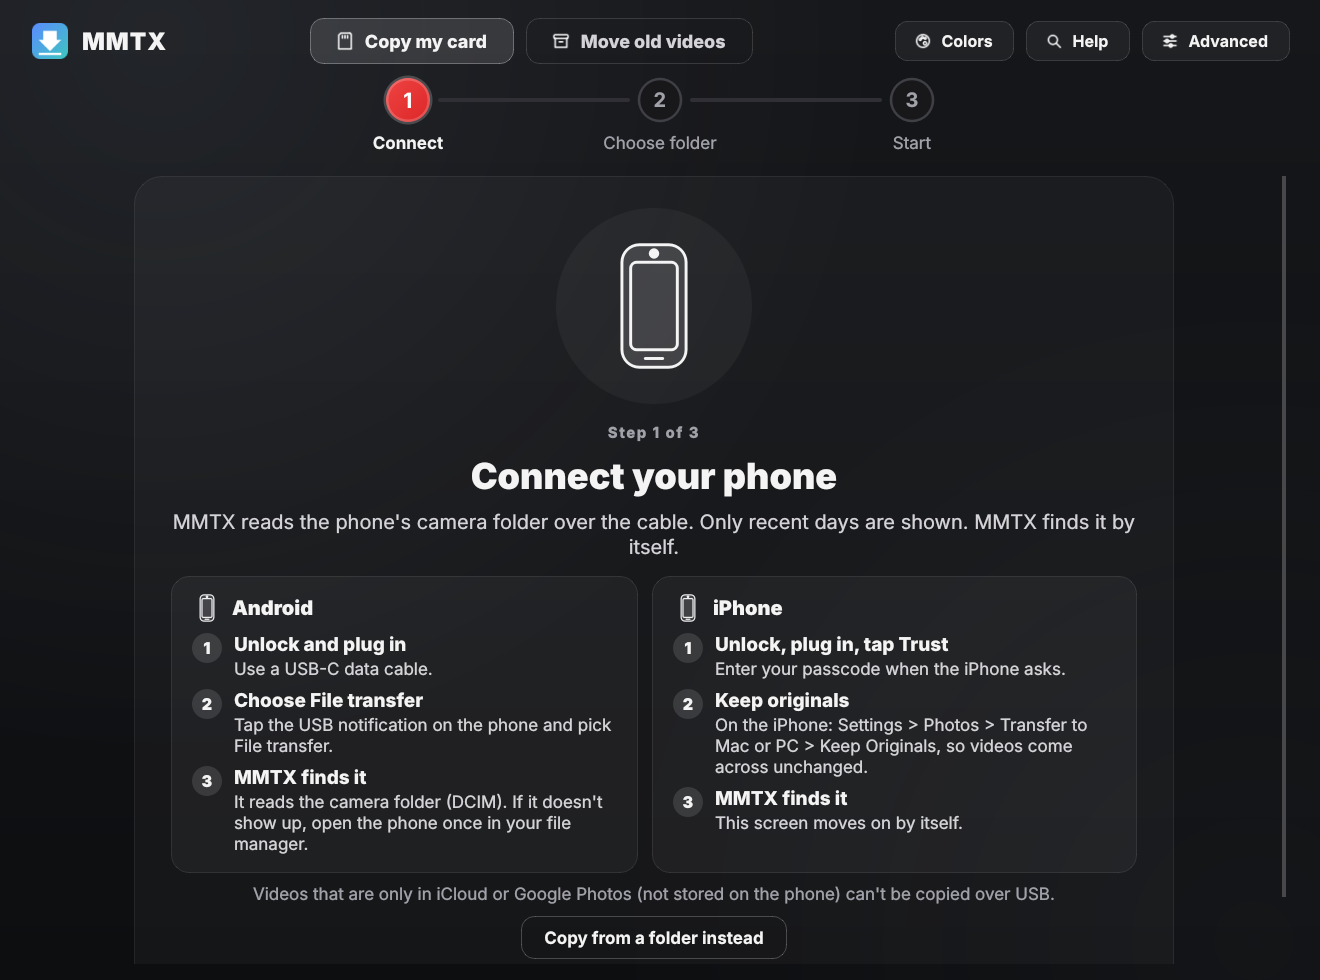 MMTX
Copy my card
Move old videos
Colors
Help
Advanced
1
2
3
Connect
Choose folder
Start
Step 1 of 3
Connect your phone
MMTX reads the phone's camera folder over the cable. Only recent days are shown. MMTX finds it by
itself.
Android
1 Unlock and plug in
Use a USB-C data cable.
2 Choose File transfer
Tap the USB notification on the phone and pick
File transfer.
3 MMTX finds it
It reads the camera folder (DCIM). If it doesn't
show up, open the phone once in your file
manager.
iPhone
1 Unlock, plug in, tap Trust
Enter your passcode when the iPhone asks.
2 Keep originals
On the iPhone: Settings > Photos > Transfer to
Mac or PC > Keep Originals, so videos come
across unchanged.
3 MMTX finds it
This screen moves on by itself.
Videos that are only in iCloud or Google Photos (not stored on the phone) can't be copied over USB.
Copy from a folder instead